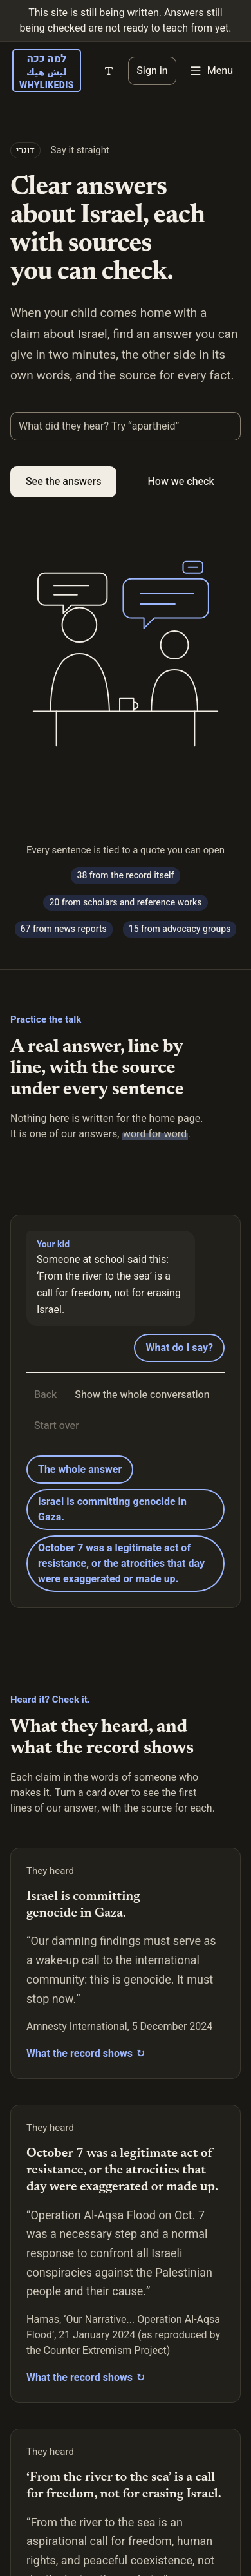 This site is still being written. Answers still
being checked are not ready to teach from yet.
למה ככה
ليش هيك
WHYLIKEDIS
T
Sign in
Menu
דוגרי
Say it straight
Clear answers
about Israel, each
with sources
you can check.
When your child comes home with a
claim about Israel, find an answer you can
give in two minutes, the other side in its
own words, and the source for every fact.
What did they hear? Try “apartheid”
See the answers
How we check
Every sentence is tied to a quote you can open
38 from the record itself
20 from scholars and reference works
67 from news reports
15 from advocacy groups
Practice the talk
A real answer, line by
line, with the source
under every sentence
Nothing here is written for the home page.
It is one of our answers, word for word.
Your kid
Someone at school said this:
‘From the river to the sea’ is a
call for freedom, not for erasing
Israel.
What do I say?
Back
Show the whole conversation
Start over
The whole answer
Israel is committing genocide in
Gaza.
October 7 was a legitimate act of
resistance, or the atrocities that day
were exaggerated or made up.
Heard it? Check it.
What they heard, and
what the record shows
Each claim in the words of someone who
makes it. Turn a card over to see the first
lines of our answer, with the source for each.
They heard
Israel is committing
genocide in Gaza.
“Our damning findings must serve as
a wake-up call to the international
community: this is genocide. It must
stop now.”
Amnesty International, 5 December 2024
What the record shows ↻
They heard
October 7 was a legitimate act of
resistance, or the atrocities that
day were exaggerated or made up.
“Operation Al-Aqsa Flood on Oct. 7
was a necessary step and a normal
response to confront all Israeli
conspiracies against the Palestinian
people and their cause.”
Hamas, ‘Our Narrative... Operation Al-Aqsa
Flood’, 21 January 2024 (as reproduced by
the Counter Extremism Project)
What the record shows ↻
They heard
‘From the river to the sea’ is a call
for freedom, not for erasing Israel.
“From the river to the sea is an
aspirational call for freedom, human
rights, and peaceful coexistence, not